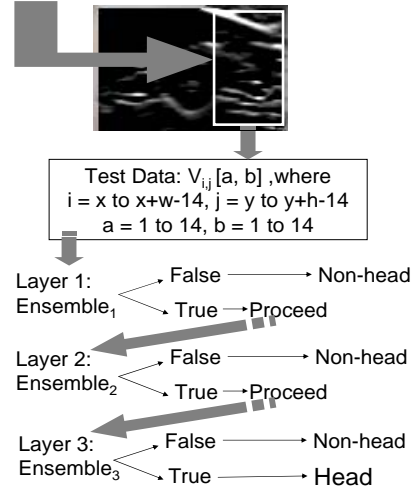 Test Data: V_{i,j} [a, b] ,where
i = x to x+w-14, j = y to y+h-14
a = 1 to 14, b = 1 to 14
Layer 1:
Ensemble_1
False
Non-head
True
Proceed
Layer 2:
Ensemble_2
False
Non-head
True
Proceed
Layer 3:
Ensemble_3
False
Non-head
True
Head